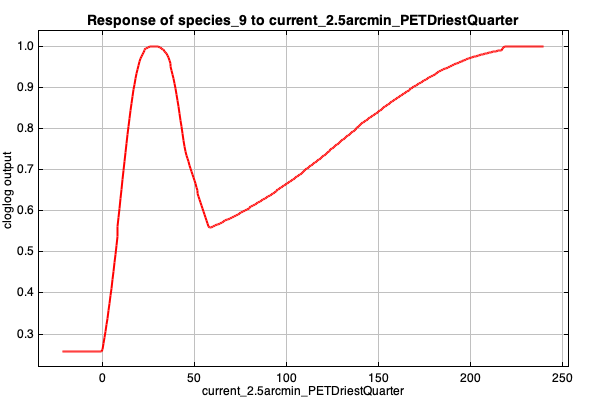 Response of species_9 to current_2.5arcmin_PETDriestQuarter
cloglog output
1.0
0.9
0.8
0.7
0.6
0.5
0.4
0.3
0 50 100 150 200 250
current_2.5arcmin_PETDriestQuarter